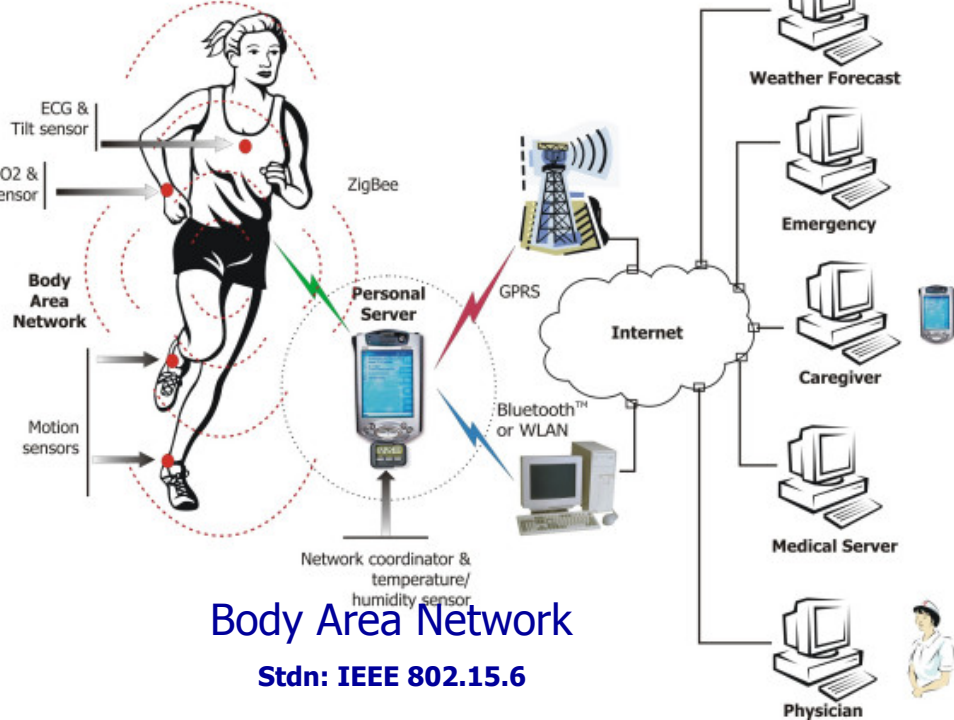 Weather Forecast
ECG &
Tilt sensor
O2 &
ensor
ZigBee
Emergency
Body
Area
Network
Personal
Server
GPRS
Internet
Caregiver
Motion
sensors
Bluetooth™
or WLAN
Medical Server
Network coordinator &
temperature/
humidity sensor
Body Area Network
Stdn: IEEE 802.15.6
Physician